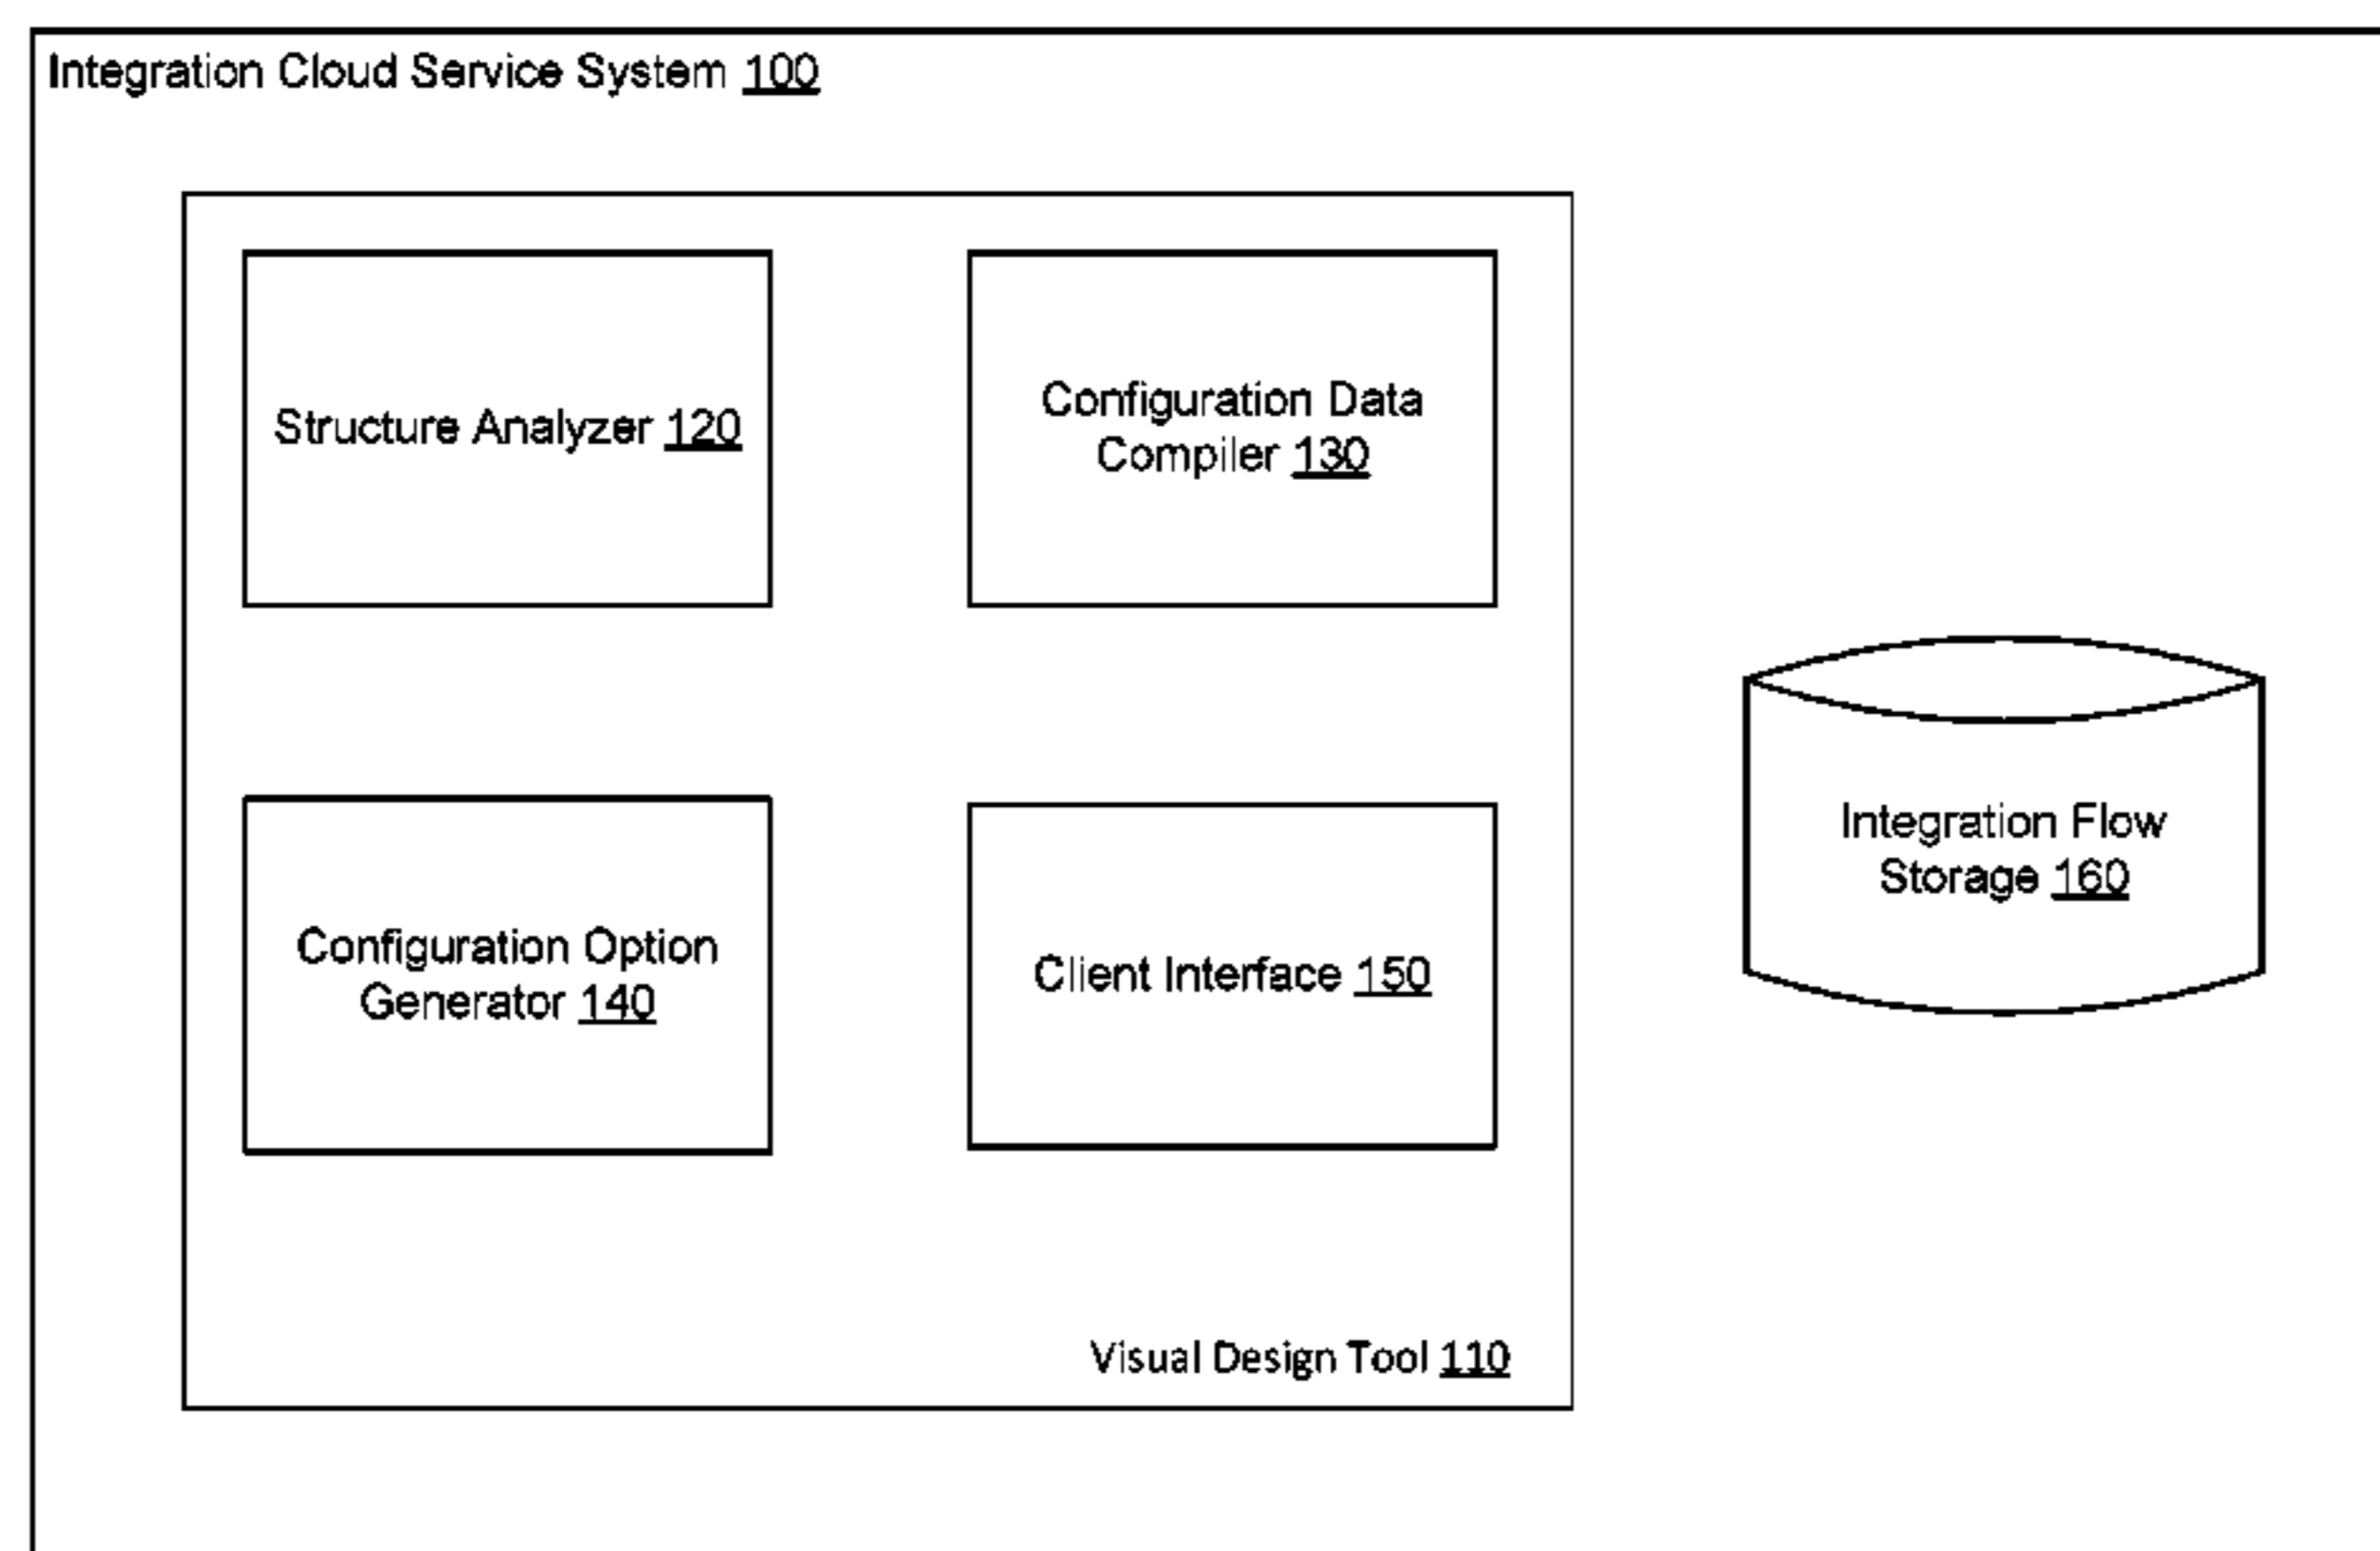 Integration Cloud Service System 100
Structure Analyzer 120
Configuration Data
Compiler 130
Configuration Option
Generator 140
Client Interface 150
Integration Flow
Storage 160
Visual Design Tool 110